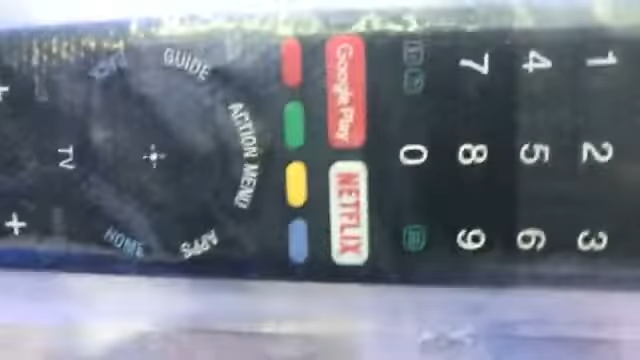 1 2 3
4 5 6
7 8 9
0
Google Play NETFLIX
ACTION MENU
GUIDE APPS
HOME
TV
+ +